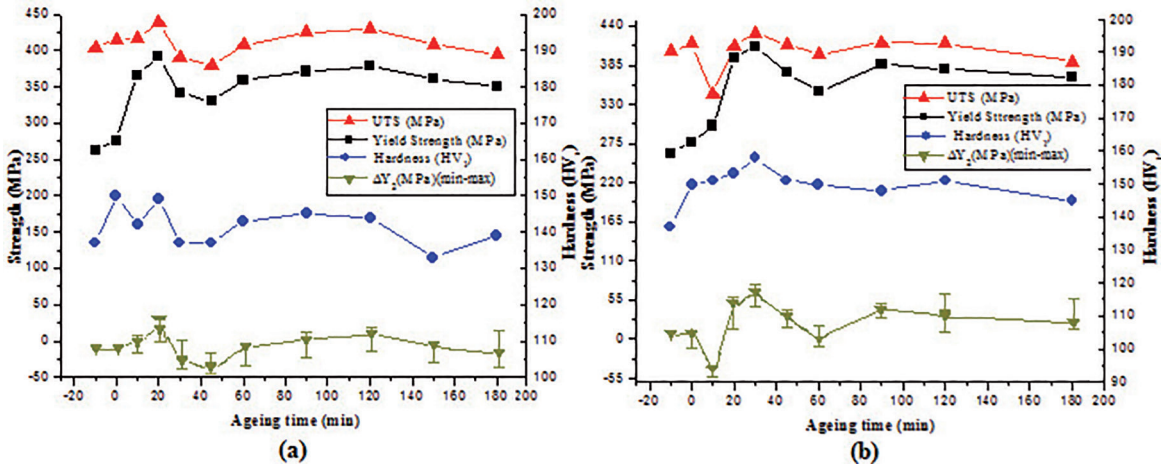 450
400
350
300
250
200
150
100
50
0
-50
Strength (MPa)
200
190
180
170
160
150
140
130
120
110
100
UTS (MPa)
Yield Strength (MPa)
Hardness (HV
ΔY
(MPa)(min-max)
-20 0 20 40 60 80 100 120 140 160 180 200
Ageing time (min)
(a)
Hardness (HV
Strength (MPa)
440
385
330
275
220
165
110
55
0
-55
200
190
180
170
160
150
140
130
120
110
100
90
Hardness (HV
UTS (MPa)
Yield Strength (MPa)
Hardness (HV
ΔY
(MPa)(min-max)
-20 0 20 40 60 80 100 120 140 160 180 200
Ageing time (min)
(b)